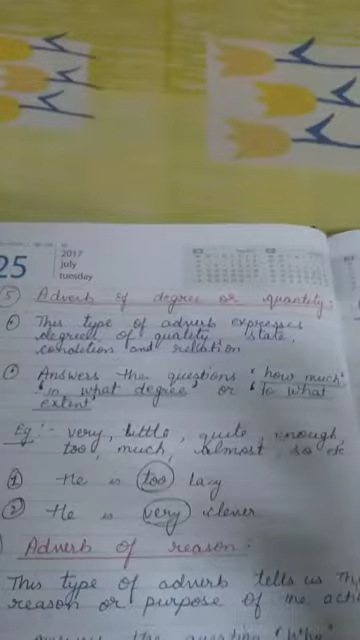 25
2017
july
tuesday
5 Adverb of degree or quantity:
This type of adverb expresses
degree of quality, state,
condetion and relation
Answers the questions 'how much'
'in what degree' or 'To what
extent'
Eg:- very, little, quite, enough,
too, much, almost, so etc
1 He is too lazy
2 He is very clever
Adverb of reason:
This type of adverb tells us the
reason or purpose of the
the